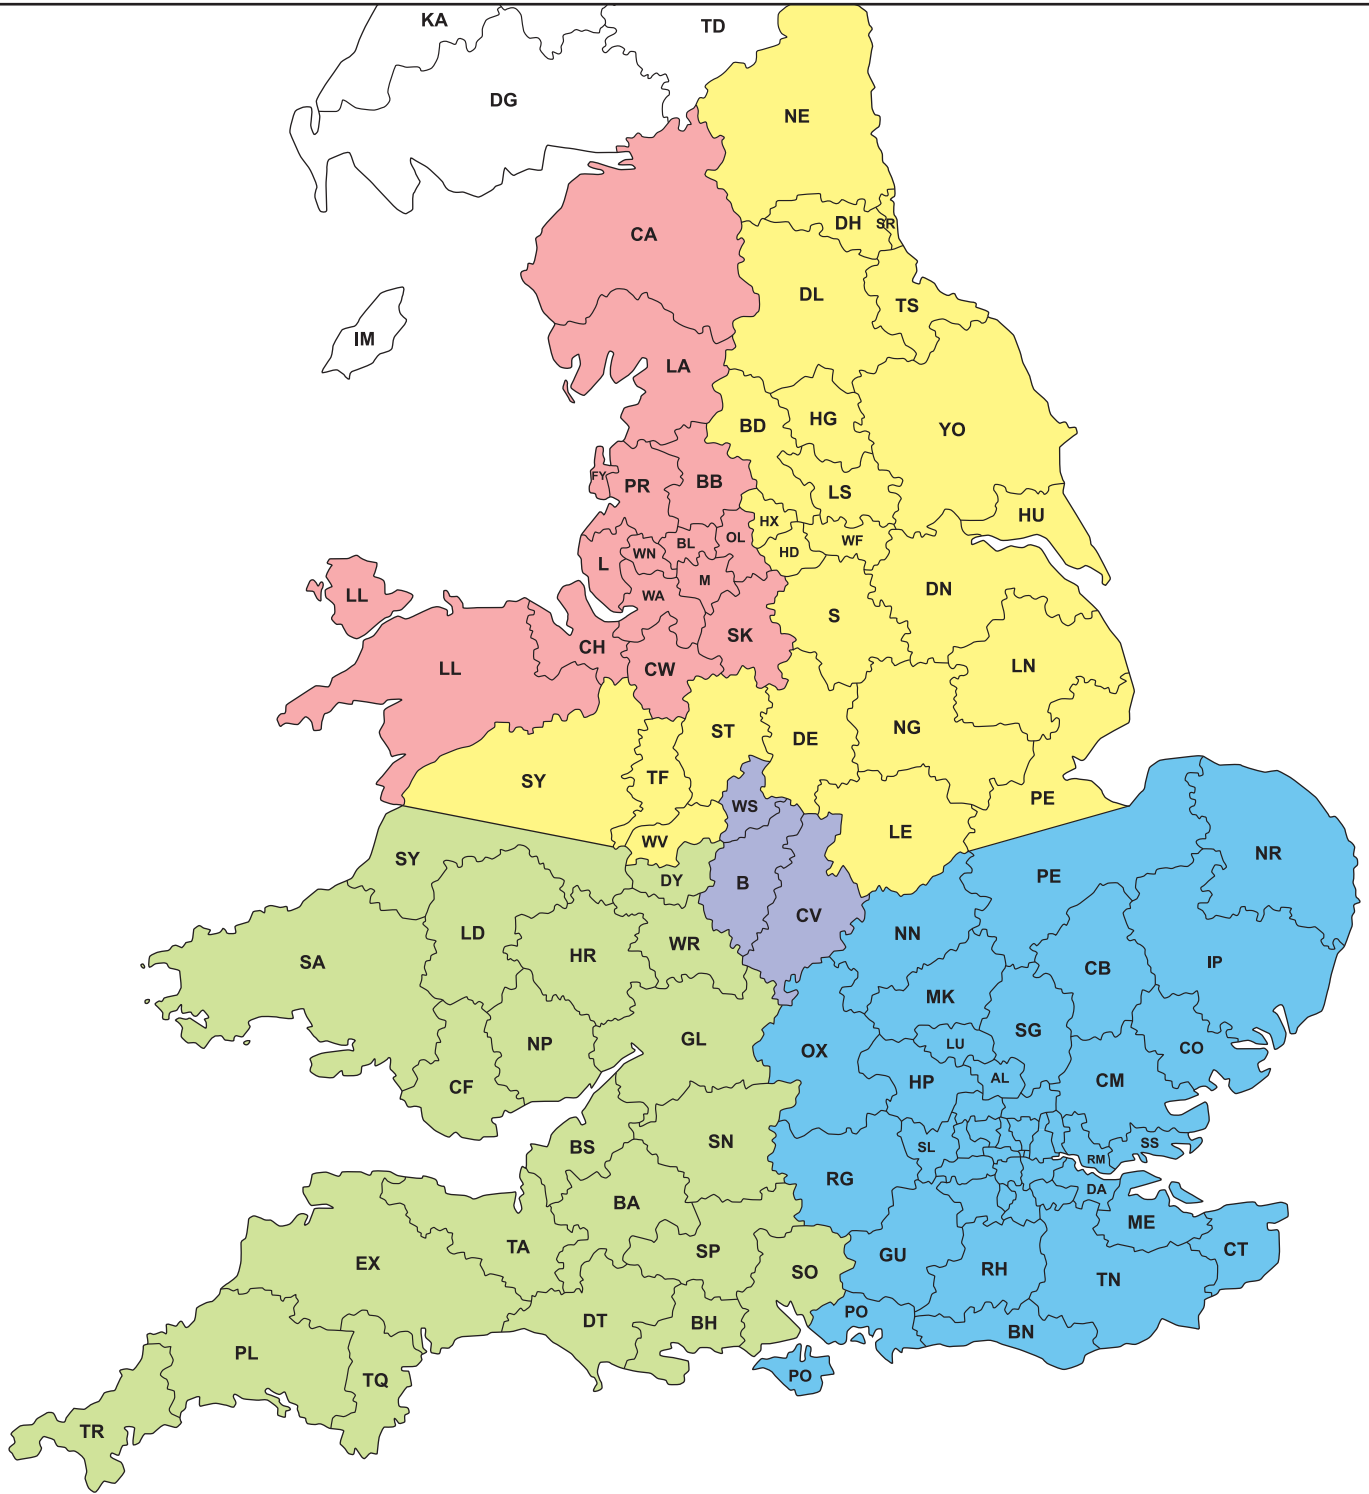 KA
TD
DG
NE
CA
DH
SR
DL
TS
IM
LA
BD
HG
YO
FY
PR
BB
LS
HU
HX
WF
OL
BL
WN
HD
L
M
WA
LL
DN
S
SK
CH
CW
LL
LN
ST
DE
NG
SY
TF
PE
WS
LE
WV
SY
DY
B
CV
NR
PE
SA
LD
HR
WR
NN
CB
IP
MK
NP
GL
OX
LU
SG
CO
CF
HP
AL
CM
BS
SN
SL
RM
SS
RG
DA
BA
ME
EX
TA
SP
SO
GU
RH
TN
CT
DT
BH
PO
BN
PL
TQ
PO
TR